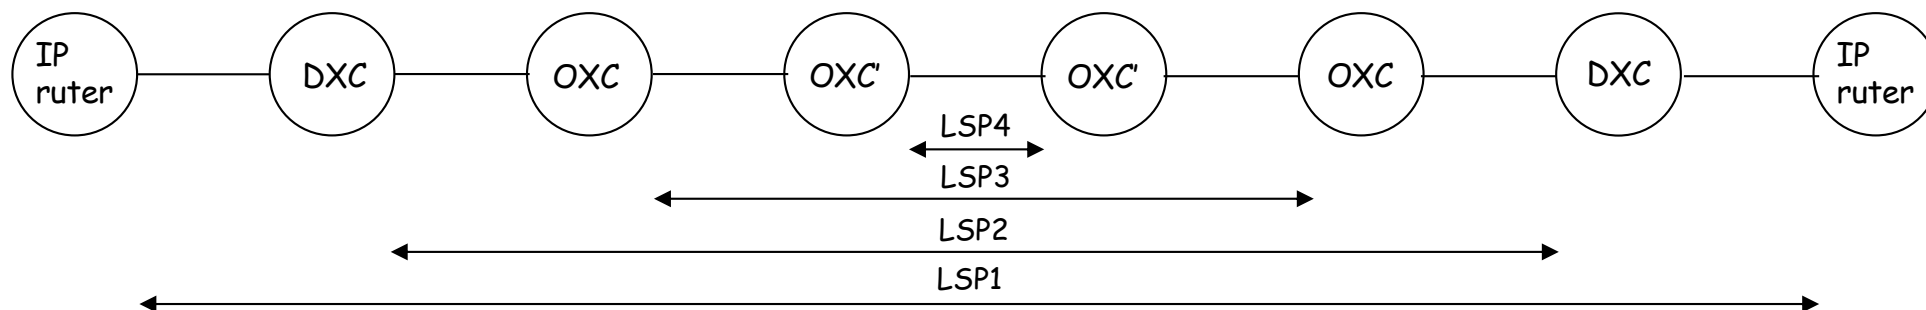 IP
ruter
DXC
OXC
OXC'
OXC'
OXC
DXC
IP
ruter
LSP4
LSP3
LSP2
LSP1